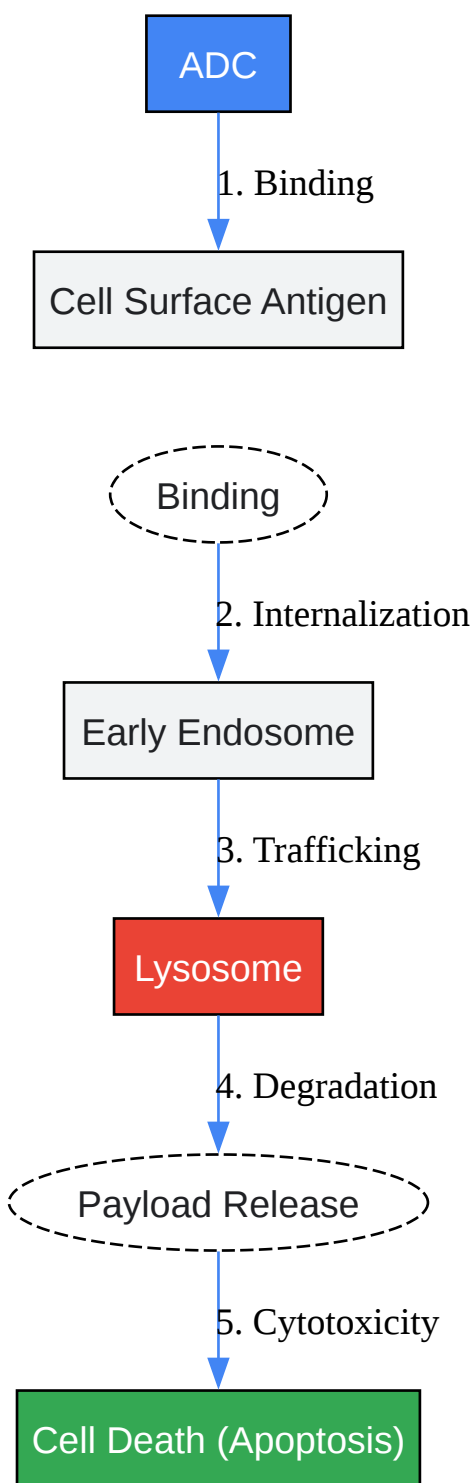 ADC
1. Binding
Cell Surface Antigen
Binding
2. Internalization
Early Endosome
3. Trafficking
Lysosome
4. Degradation
Payload Release
5. Cytotoxicity
Cell Death (Apoptosis)